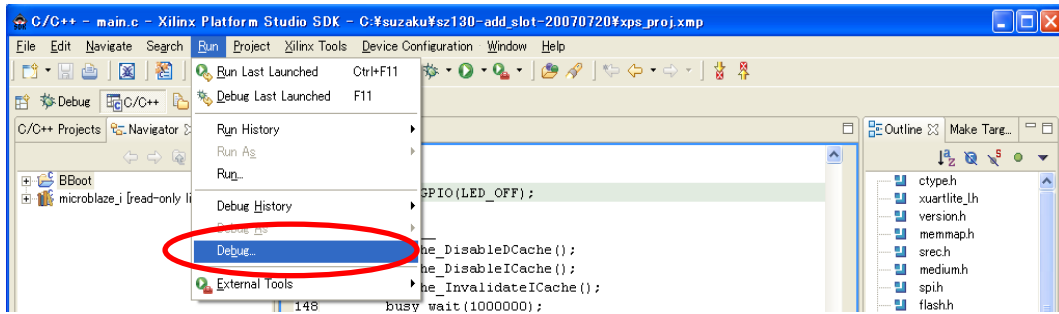 C/C++ - main.c - Xilinx Platform Studio SDK - C:¥suzaku¥sz130-add_slot-20070720¥xps_proj.xmp
File Edit Navigate Search Run Project Xilinx Tools Device Configuration Window Help
Run Last Launched Ctrl+F11
Debug C/C++
Debug Last Launched F11
C/C++ Projects Navigator
Outline Make Targ...
Run History
Run As
Run...
BBoot
microblaze_i [read-only li
GPIO(LED_OFF);
Debug History
Debug As
Debug...
he_DisableDCache();
he_DisableICache();
he_InvalidateICache();
External Tools
148 busy_wait(1000000);
ctype.h
xuartlite_l.h
version.h
memmap.h
srec.h
medium.h
spi.h
flash.h